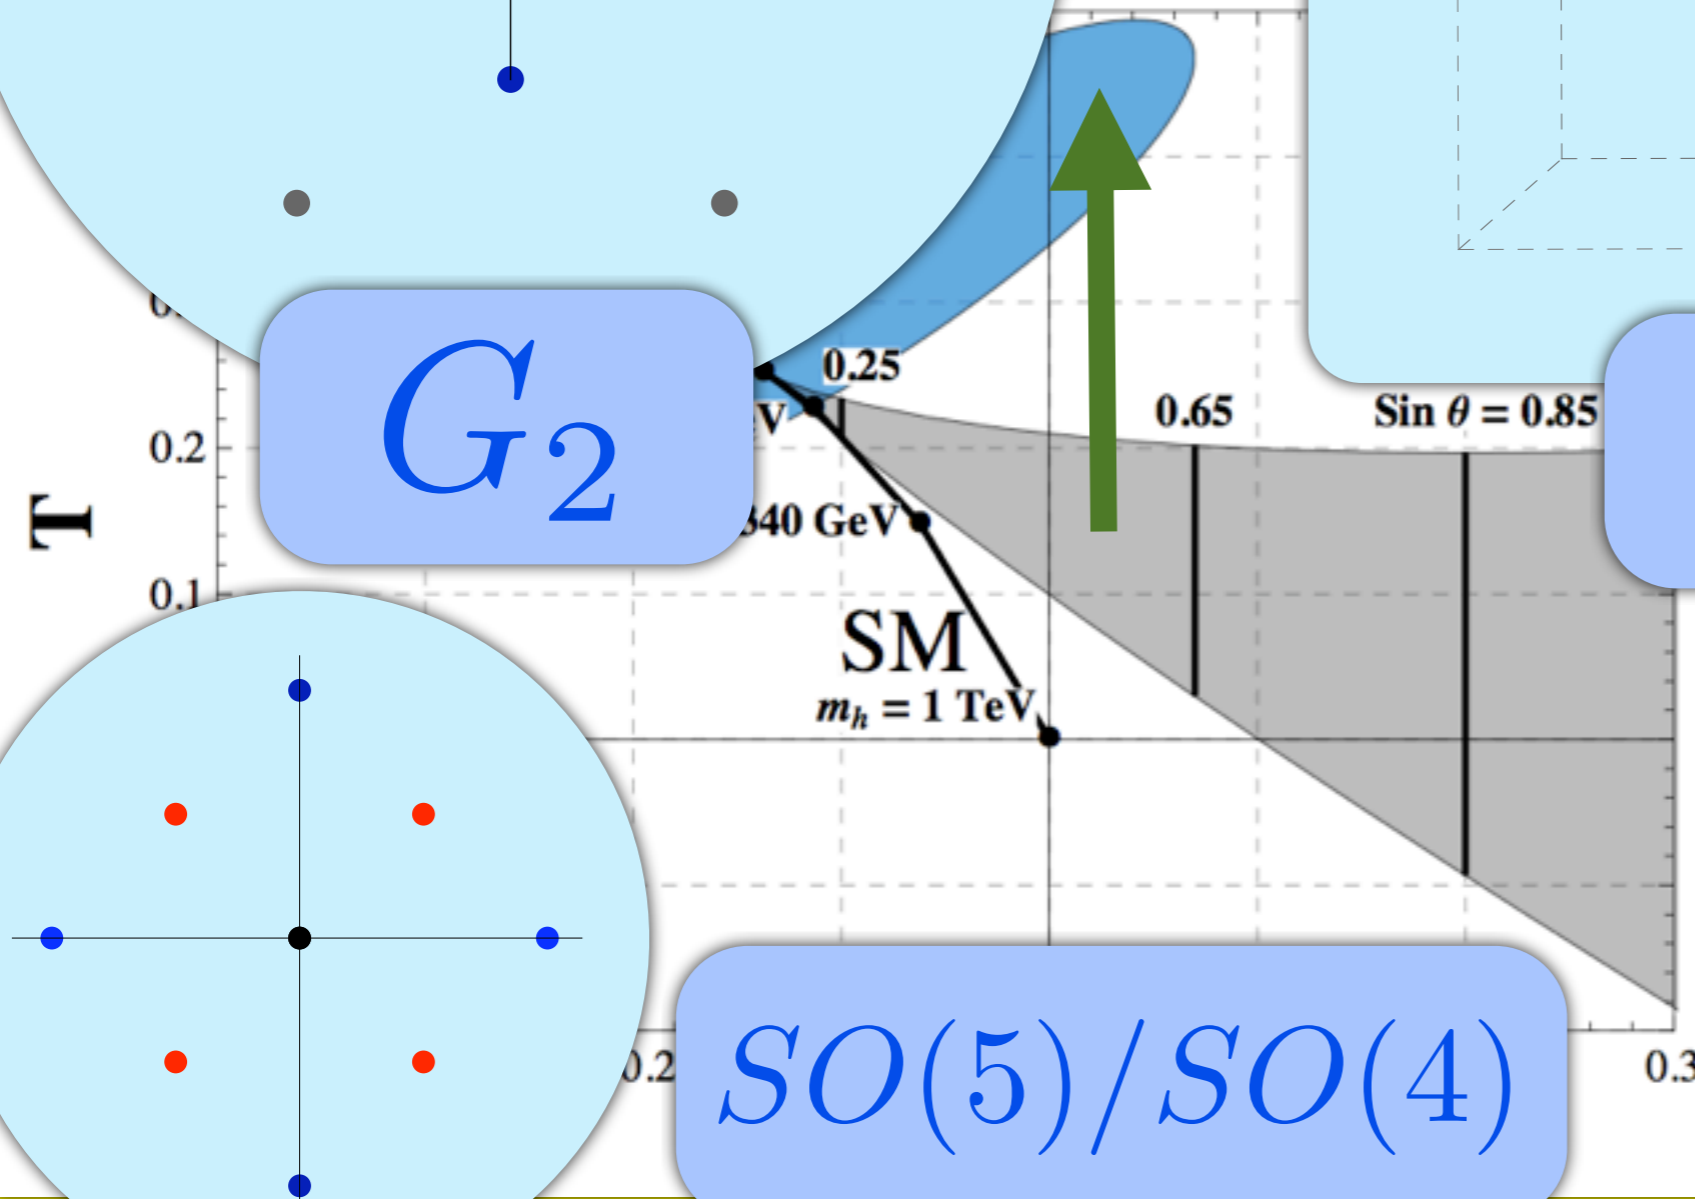 0.25
0.65
Sin θ = 0.85
G₂
0.2
T
340 GeV
0.1
SM
mₕ = 1 TeV
0.2
0.3
SO(5)/SO(4)